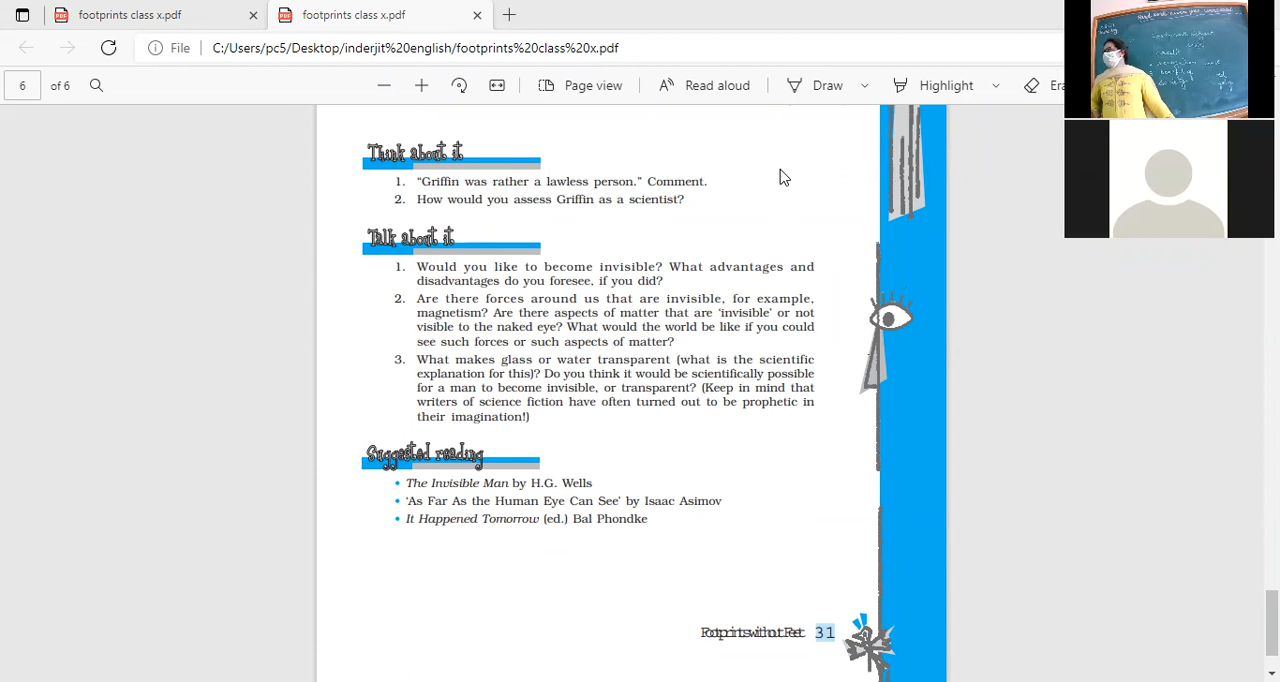 footprints class x.pdf
footprints class x.pdf
File
C:/Users/pc5/Desktop/inderjit%20english/footprints%20class%20x.pdf
6 of 6
Page view
Read aloud
Draw
Highlight
Era
Think about it
1. “Griffin was rather a lawless person.” Comment.
2. How would you assess Griffin as a scientist?
Talk about it
1. Would you like to become invisible? What advantages and
disadvantages do you foresee, if you did?
2. Are there forces around us that are invisible, for example,
magnetism? Are there aspects of matter that are ‘invisible’ or not
visible to the naked eye? What would the world be like if you could
see such forces or such aspects of matter?
3. What makes glass or water transparent (what is the scientific
explanation for this)? Do you think it would be scientifically possible
for a man to become invisible, or transparent? (Keep in mind that
writers of science fiction have often turned out to be prophetic in
their imagination!)
Suggested reading
• The Invisible Man by H.G. Wells
• ‘As Far As the Human Eye Can See’ by Isaac Asimov
• It Happened Tomorrow (ed.) Bal Phondke
Footprints without Feet 31